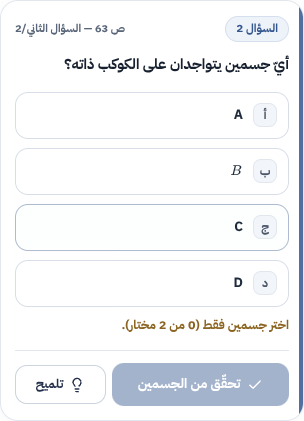 السؤال 2
ص 63 — السؤال الثاني/2
أيّ جسمين يتواجدان على الكوكب ذاته؟
أ A
ب B
ج C
د D
اختر جسمين فقط (0 من 2 مختار).
تحقّق من الجسمين
تلميح